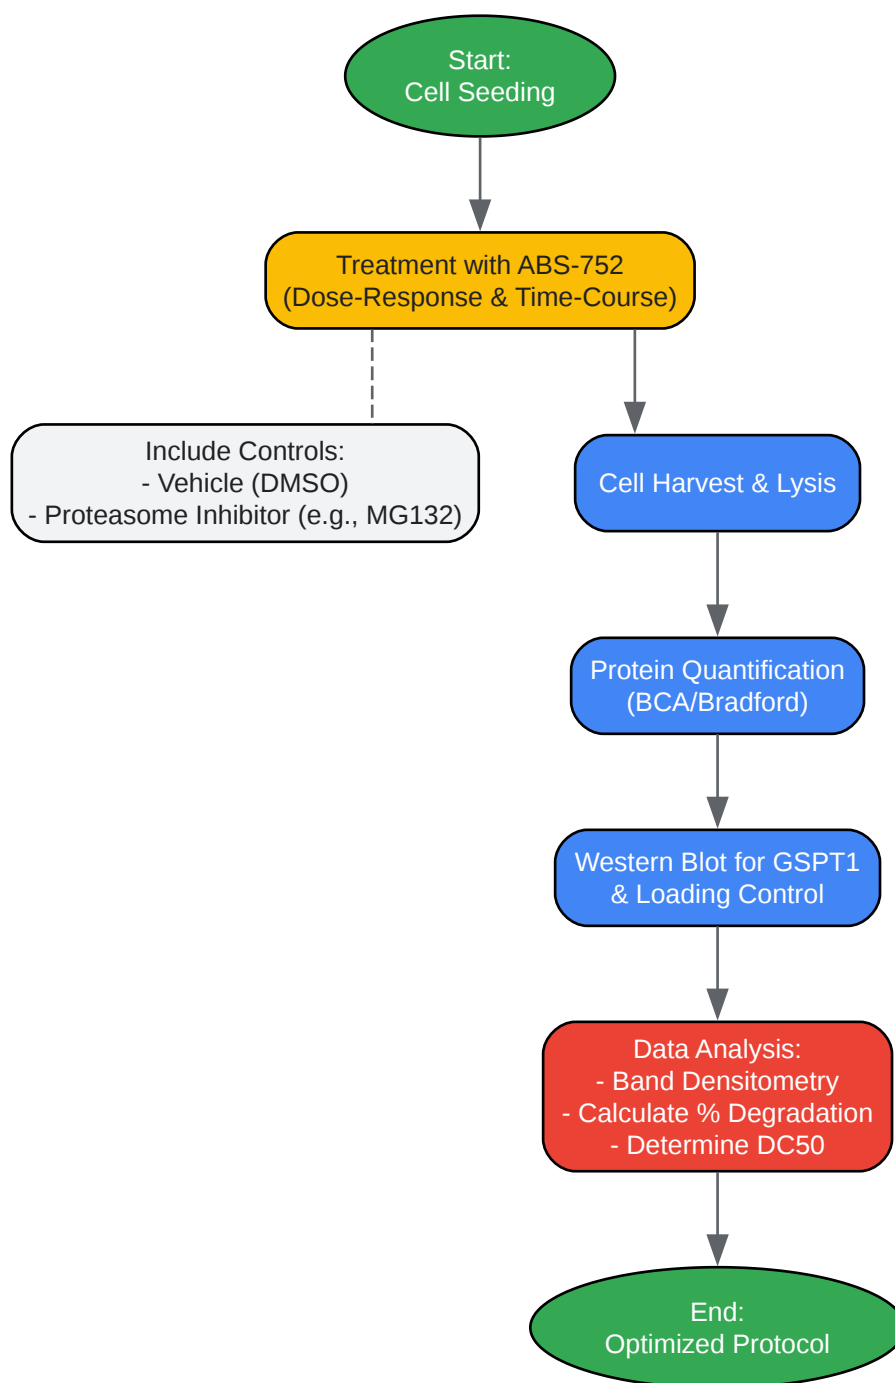 Start:
Cell Seeding
Treatment with ABS-752
(Dose-Response & Time-Course)
Include Controls:
- Vehicle (DMSO)
- Proteasome Inhibitor (e.g., MG132)
Cell Harvest & Lysis
Protein Quantification
(BCA/Bradford)
Western Blot for GSPT1
& Loading Control
Data Analysis:
- Band Densitometry
- Calculate % Degradation
- Determine DC50
End:
Optimized Protocol